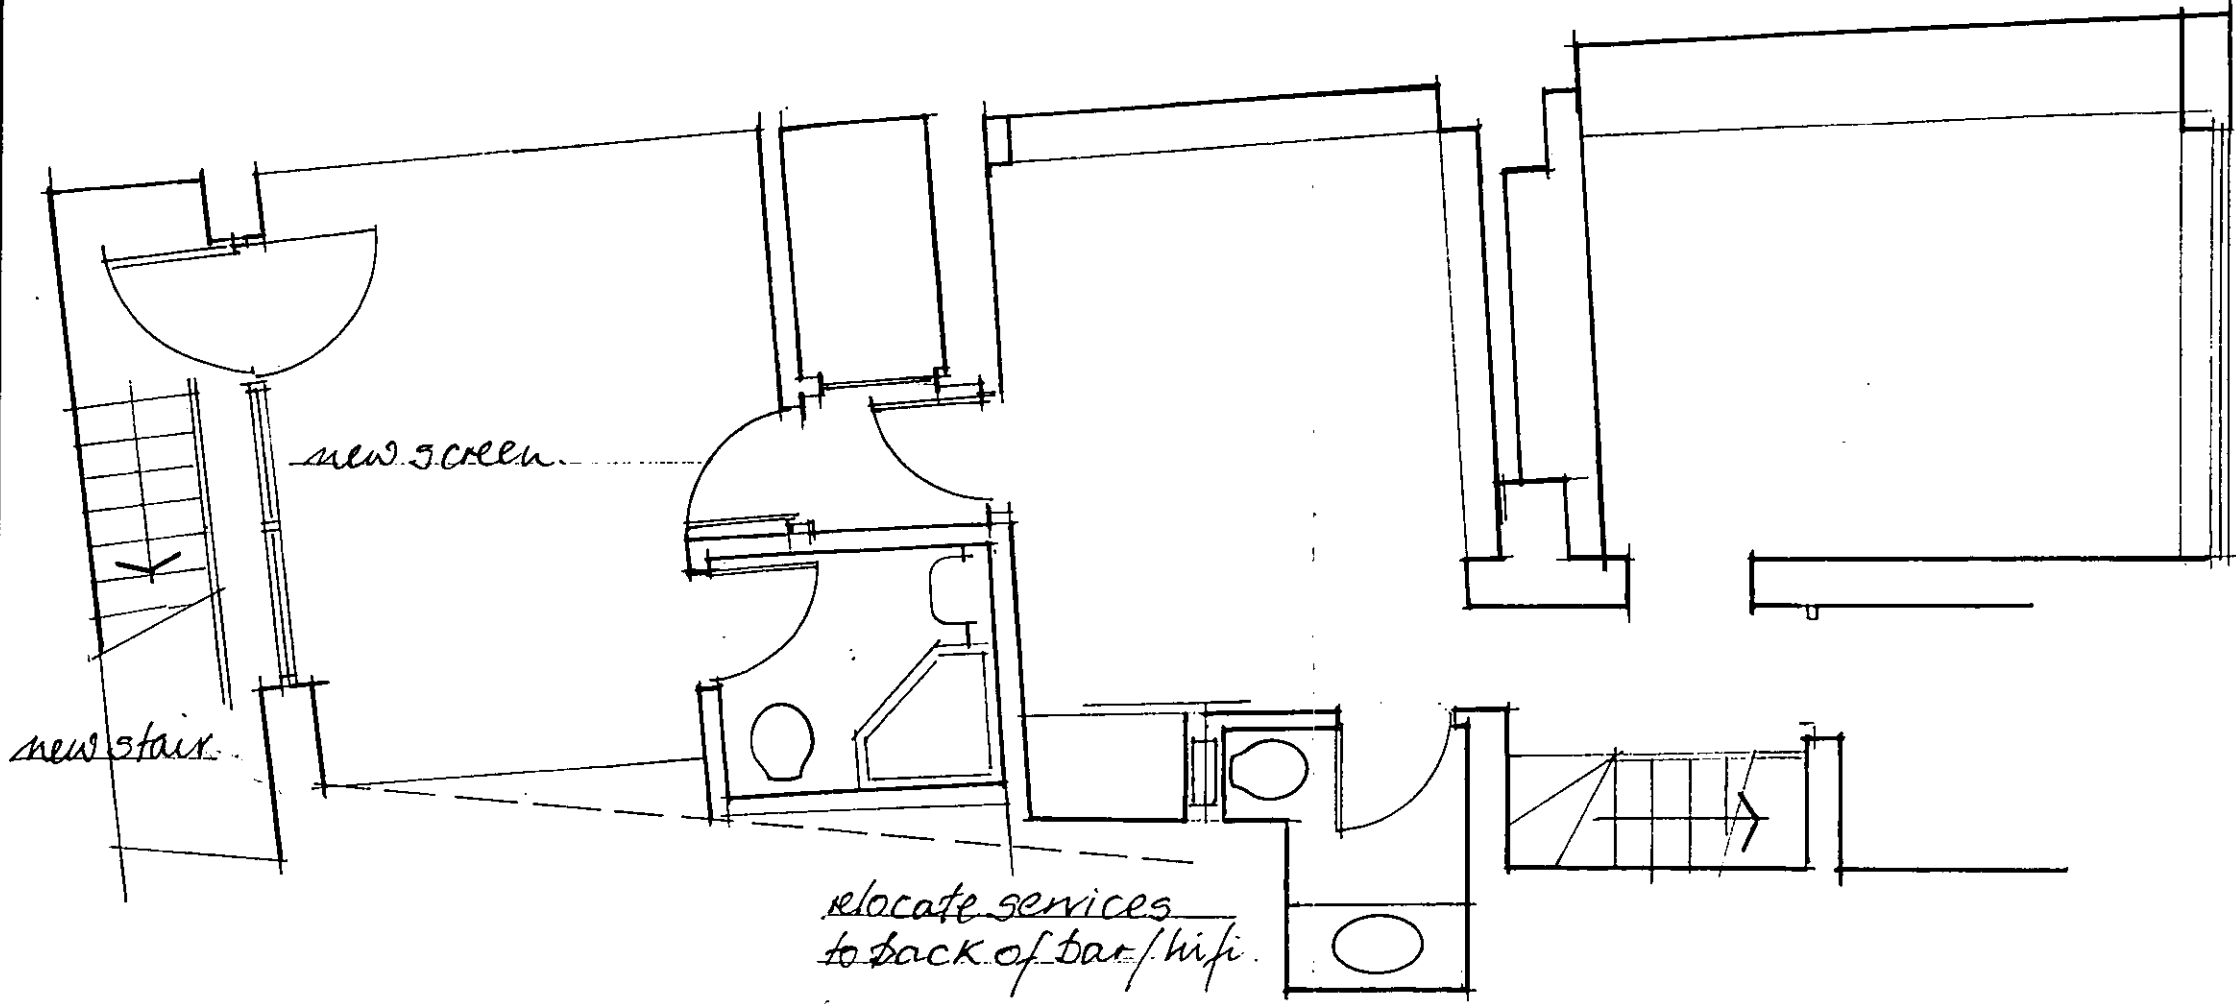 new screen.
new stair.
relocate services
to back of bar/hifi.